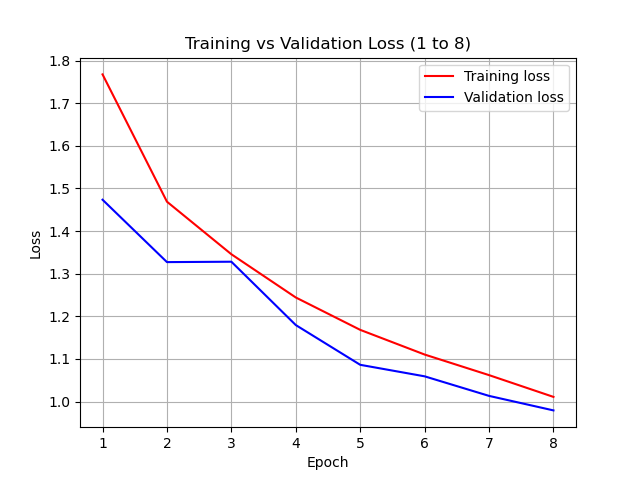 Training vs Validation Loss (1 to 8)
Training loss
Validation loss
Loss
1.8
1.7
1.6
1.5
1.4
1.3
1.2
1.1
1.0
1 2 3 4 5 6 7 8
Epoch